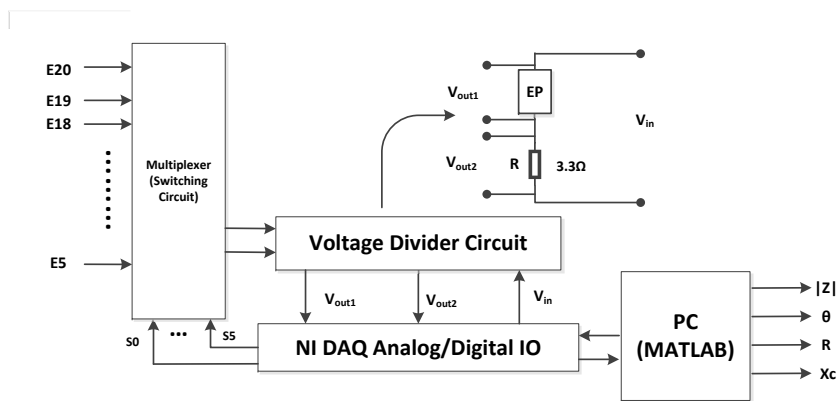 E20
E19
E18
E5
Multiplexer
(Switching
Circuit)
S0
...
S5
Vout1
EP
Vin
Vout2
R
3.3Ω
Voltage Divider Circuit
Vout1
Vout2
Vin
NI DAQ Analog/Digital IO
PC
(MATLAB)
|Z|
θ
R
Xc